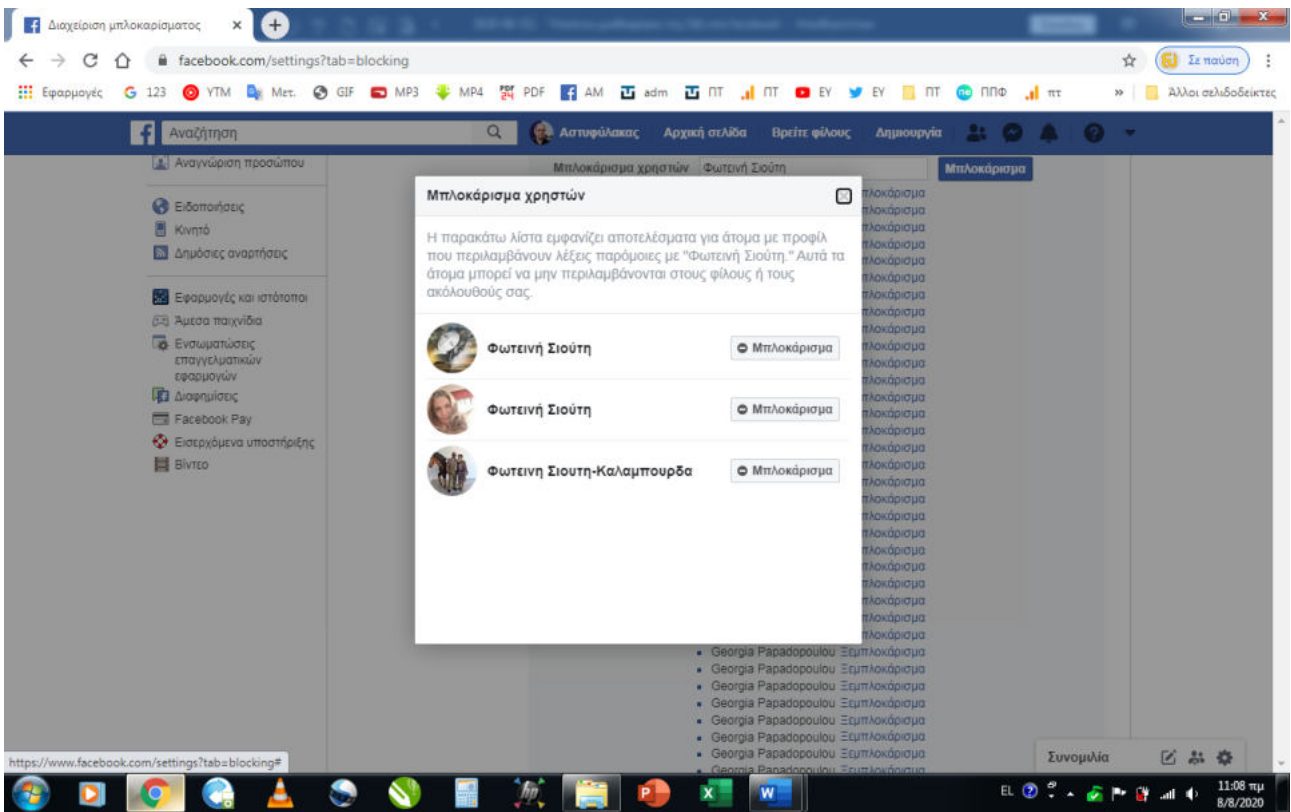 Διαχείριση μπλοκαρίσματος
facebook.com/settings?tab=blocking
Σε παύση
Εφαρμογές 123 YTM Μετ. GIF MP3 MP4 PDF AM adm ΠΤ ΠΤ ΕΥ ΕΥ ΠΤ ΠΠΦ πτ » Άλλοι σελιδοδείκτες
Αναζήτηση Αστυφύλακας Αρχική σελίδα Βρείτε φίλους Δημιουργία
Αναγνώριση προσώπου
Ειδοποιήσεις
Κινητό
Δημόσιες αναρτήσεις
Εφαρμογές και ιστότοποι
Άμεσα παιχνίδια
Ενσωματώσεις
επαγγελματικών
εφαρμογών
Διαφημίσεις
Facebook Pay
Εισερχόμενα υποστήριξης
Βίντεο
Μπλοκάρισμα χρηστών Φωτεινή Σιούτη Μπλοκάρισμα
Μπλοκάρισμα χρηστών
Η παρακάτω λίστα εμφανίζει αποτελέσματα για άτομα με προφίλ
που περιλαμβάνουν λέξεις παρόμοιες με "Φωτεινή Σιούτη." Αυτά τα
άτομα μπορεί να μην περιλαμβάνονται στους φίλους ή τους
ακόλουθούς σας.
Φωτεινή Σιούτη Μπλοκάρισμα
Φωτεινή Σιούτη Μπλοκάρισμα
Φωτεινη Σιουτη-Καλαμπουρδα Μπλοκάρισμα
Georgia Papadopoulou Ξεμπλοκάρισμα
Georgia Papadopoulou Ξεμπλοκάρισμα
Georgia Papadopoulou Ξεμπλοκάρισμα
Georgia Papadopoulou Ξεμπλοκάρισμα
Georgia Papadopoulou Ξεμπλοκάρισμα
Georgia Papadopoulou Ξεμπλοκάρισμα
Georgia Papadopoulou Ξεμπλοκάρισμα
Georgia Papadopoulou Ξεμπλοκάρισμα
Συνομιλία
https://www.facebook.com/settings?tab=blocking#
EL
11:08 πμ
8/8/2020